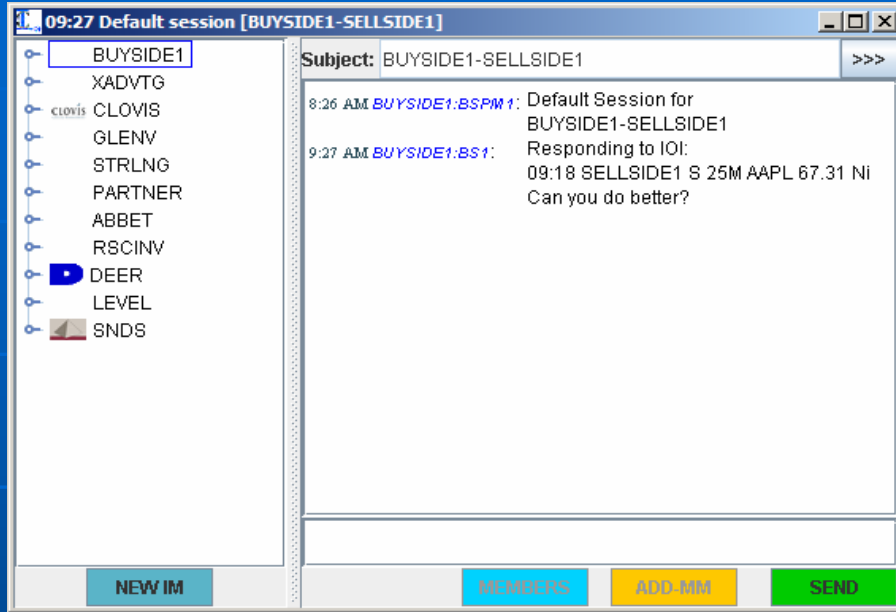 09:27 Default session [BUYSIDE1-SELLSIDE1]
BUYSIDE1
XADVTG
CLOVIS CLOVIS
GLENV
STRLNG
PARTNER
ABBET
RSCINV
D DEER
LEVEL
SNDS
NEW IM
Subject: BUYSIDE1-SELLSIDE1 >>>
8:26 AM BUYSIDE1:BSPM1: Default Session for
BUYSIDE1-SELLSIDE1
9:27 AM BUYSIDE1:BS1: Responding to IOI:
09:18 SELLSIDE1 S 25M AAPL 67.31 Ni
Can you do better?
MEMBERS ADD-MM SEND